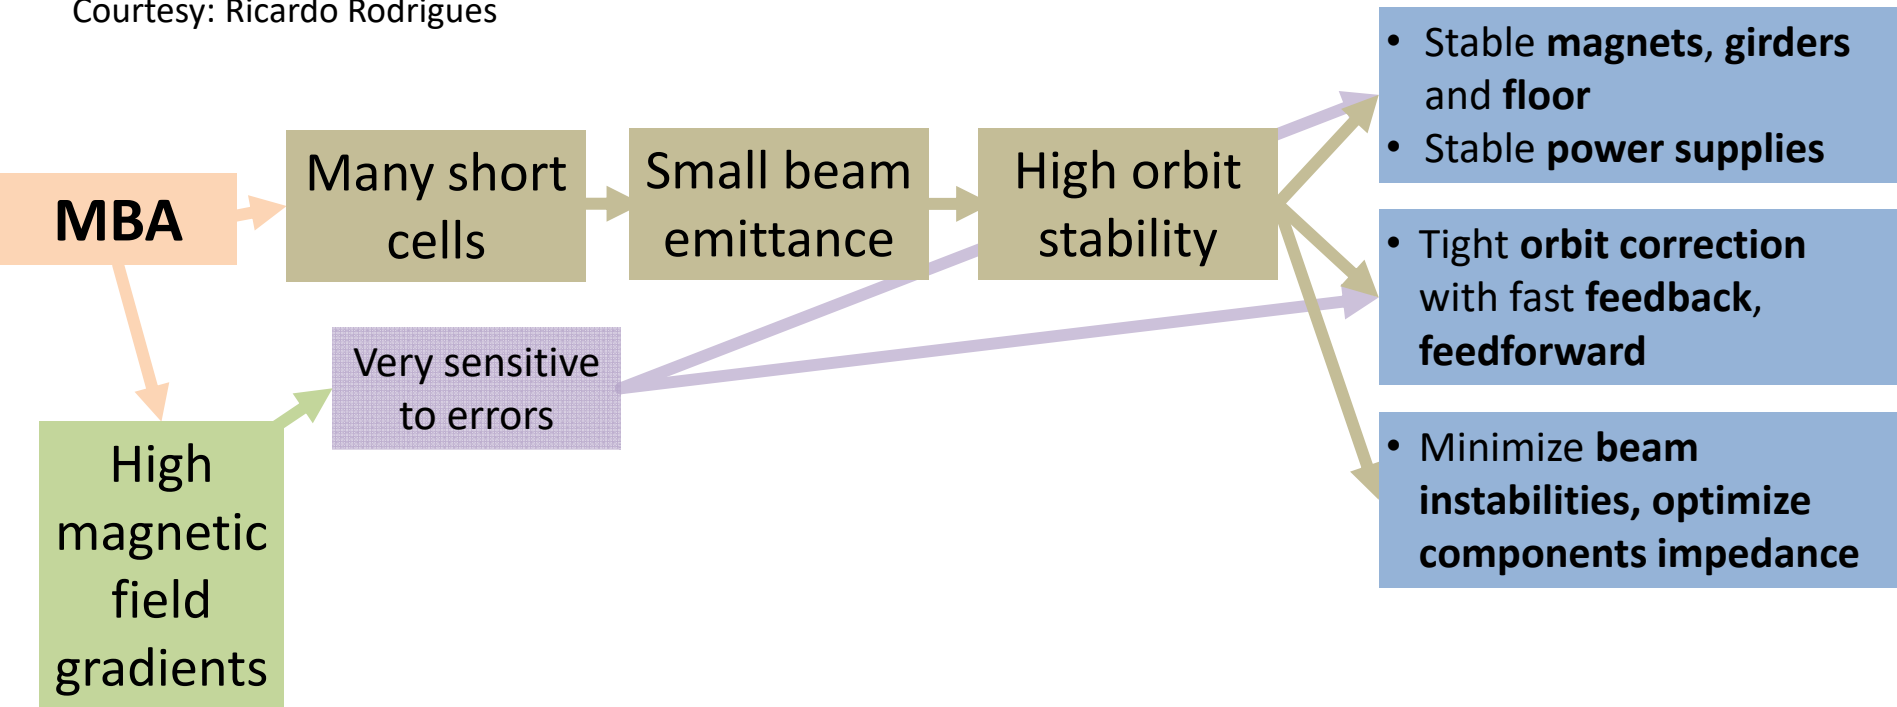 Courtesy: Ricardo Rodrigues
MBA
Many short
cells
Small beam
emittance
High orbit
stability
Very sensitive
to errors
High
magnetic
field
gradients
• Stable magnets, girders
and floor
• Stable power supplies
• Tight orbit correction
with fast feedback,
feedforward
• Minimize beam
instabilities, optimize
components impedance